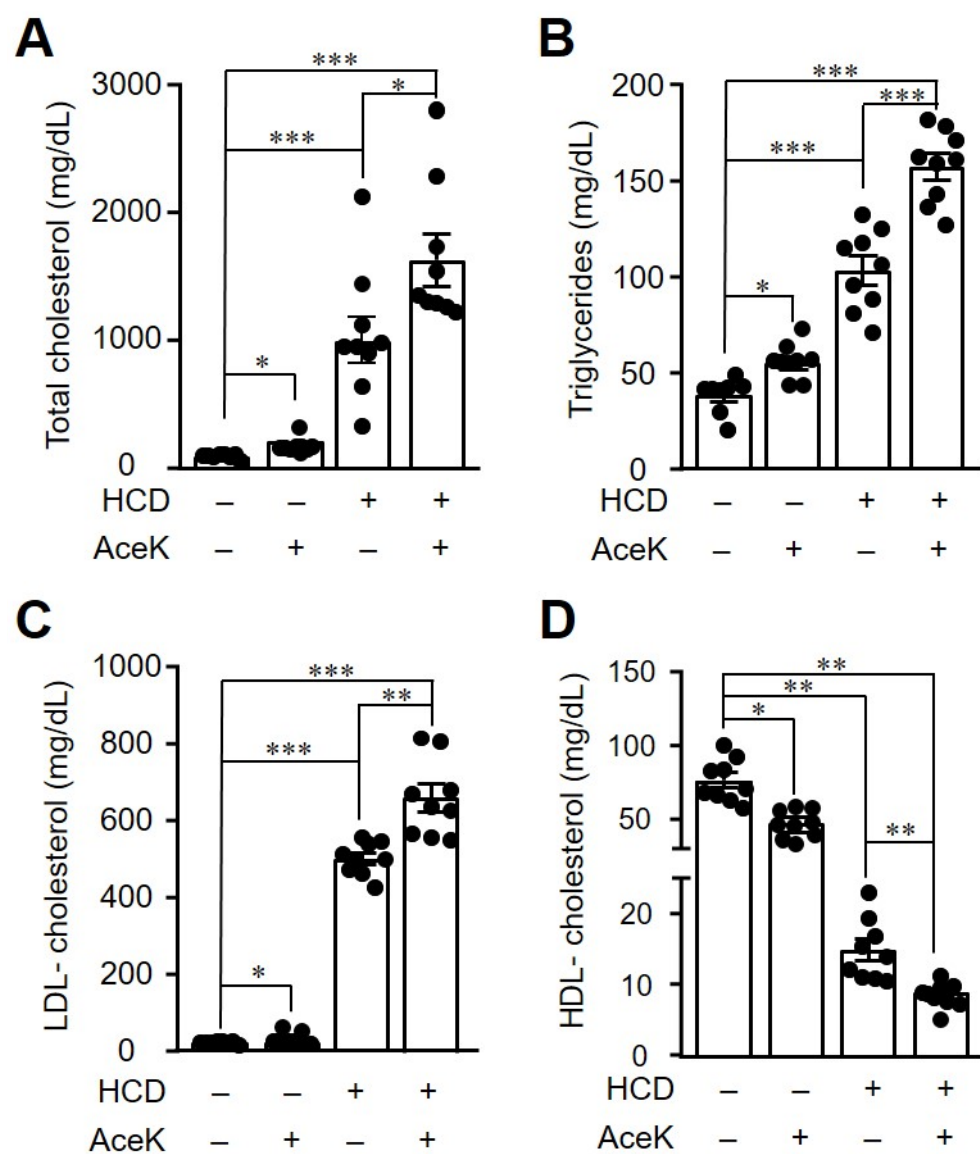 A
Total cholesterol (mg/dL)
3000
2000
1000
0
***
*
***
*
HCD – – + +
AceK – + – +
B
Triglycerides (mg/dL)
200
150
100
50
0
***
***
***
*
HCD – – + +
AceK – + – +
C
LDL- cholesterol (mg/dL)
1000
800
600
400
200
0
***
**
***
*
HCD – – + +
AceK – + – +
D
HDL- cholesterol (mg/dL)
150
100
50
20
10
0
**
**
*
**
HCD – – + +
AceK – + – +